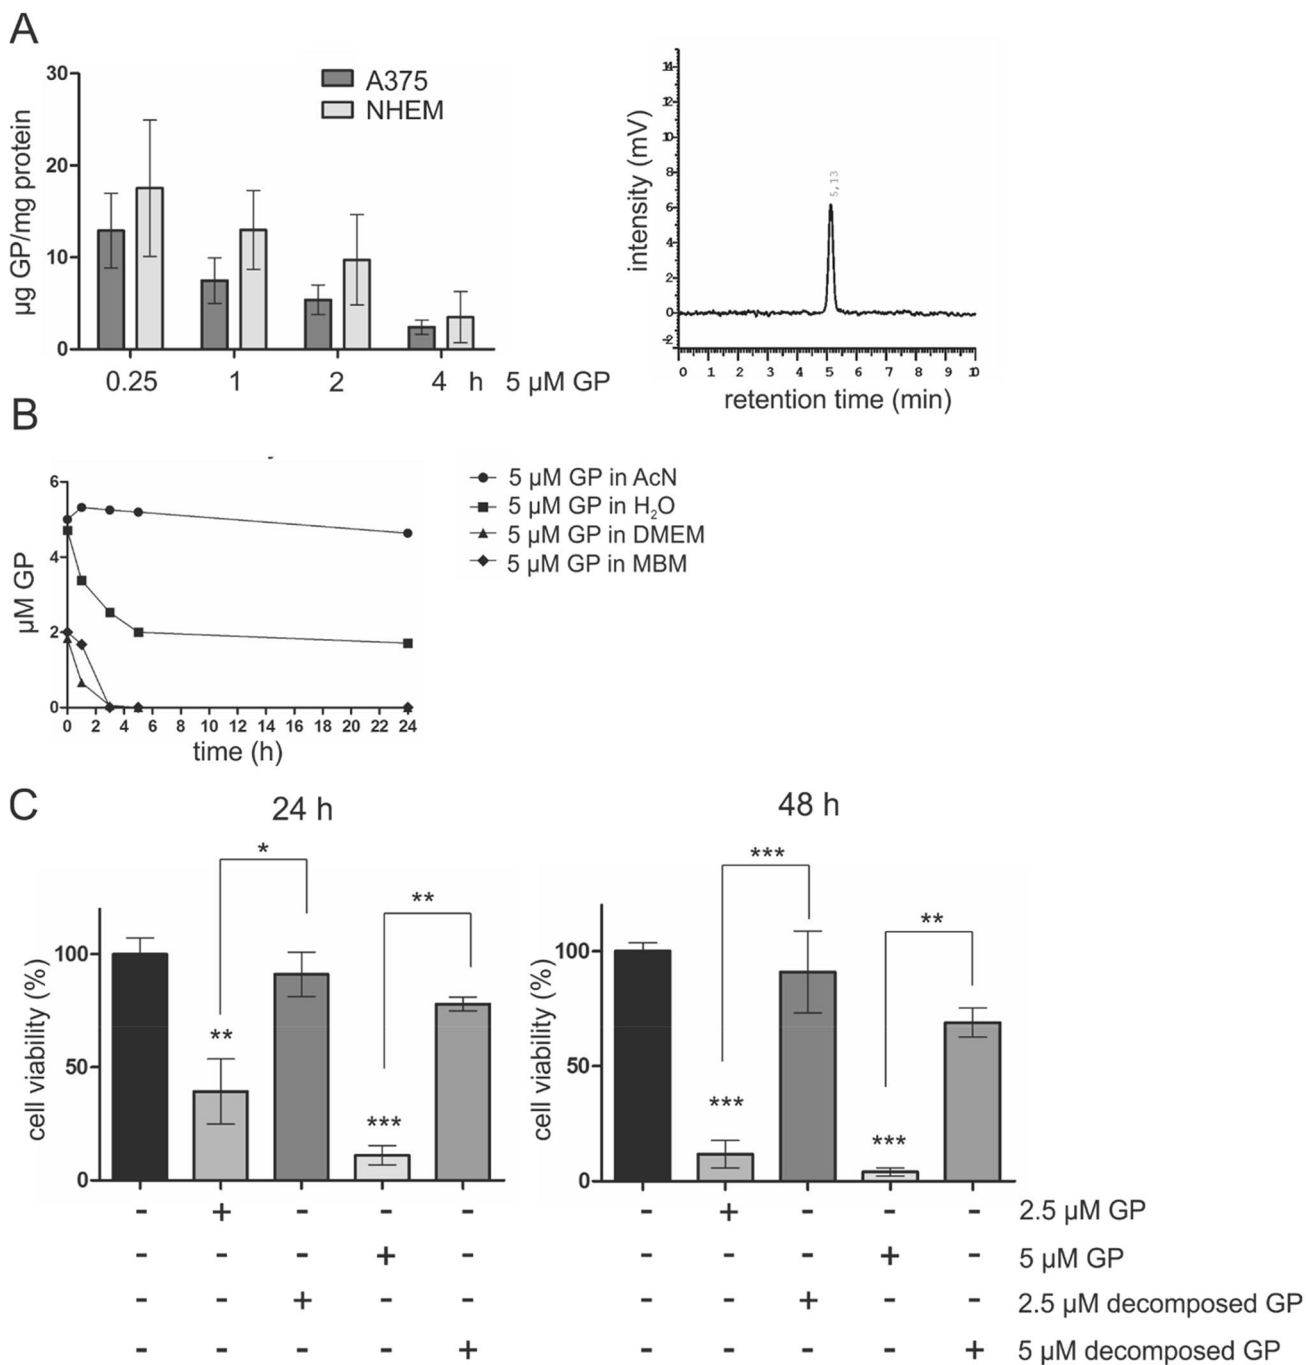 A
30
20
10
0
µg GP/mg protein
A375
NHEM
0.25 1 2 4 h 5 µM GP
14
12
10
8
6
4
2
0
-2
intensity (mV)
5,13
0 1 2 3 4 5 6 7 8 9 10
retention time (min)
B
6
4
2
0
µM GP
0 2 4 6 8 10 12 14 16 18 20 22 24
time (h)
5 µM GP in AcN
5 µM GP in H₂O
5 µM GP in DMEM
5 µM GP in MBM
C
24 h
100
50
0
cell viability (%)
*
**
**
***
48 h
100
50
0
cell viability (%)
***
**
***
***
- + - - - - + - - - 2.5 µM GP
- - - + - - - - + - 5 µM GP
- - + - - - - + - - 2.5 µM decomposed GP
- - - - + - - - - + 5 µM decomposed GP